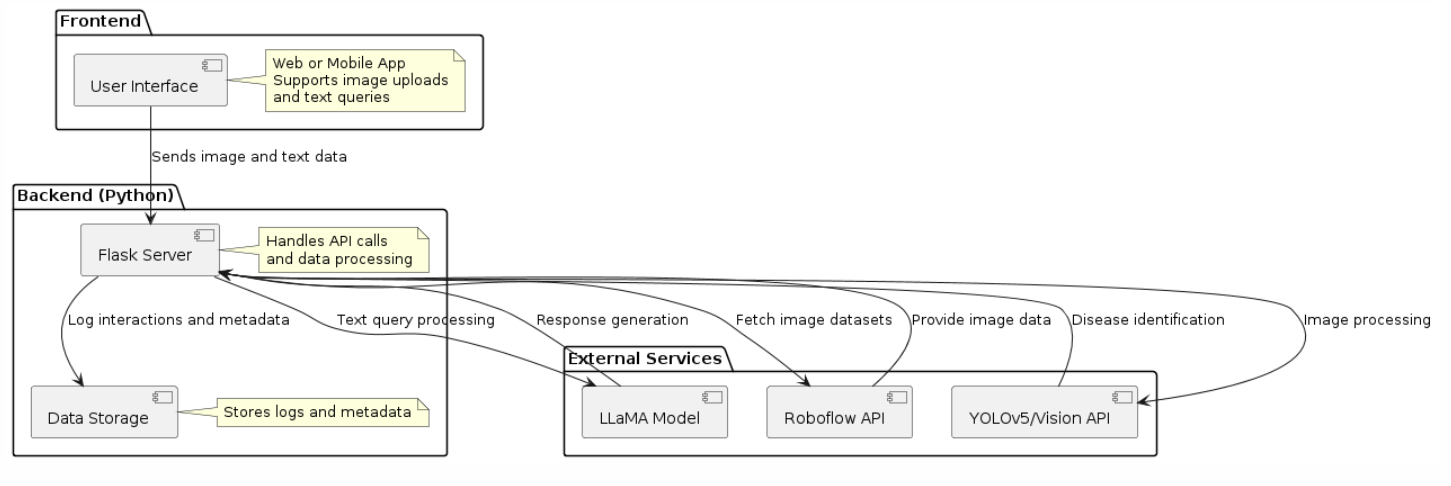 Frontend
User Interface
Web or Mobile App
Supports image uploads
and text queries
Sends image and text data
Backend (Python)
Flask Server
Handles API calls
and data processing
Log interactions and metadata
Text query processing
Response generation
Fetch image datasets
Provide image data
Disease identification
Image processing
External Services
Data Storage
Stores logs and metadata
LLaMA Model
Roboflow API
YOLOv5/Vision API